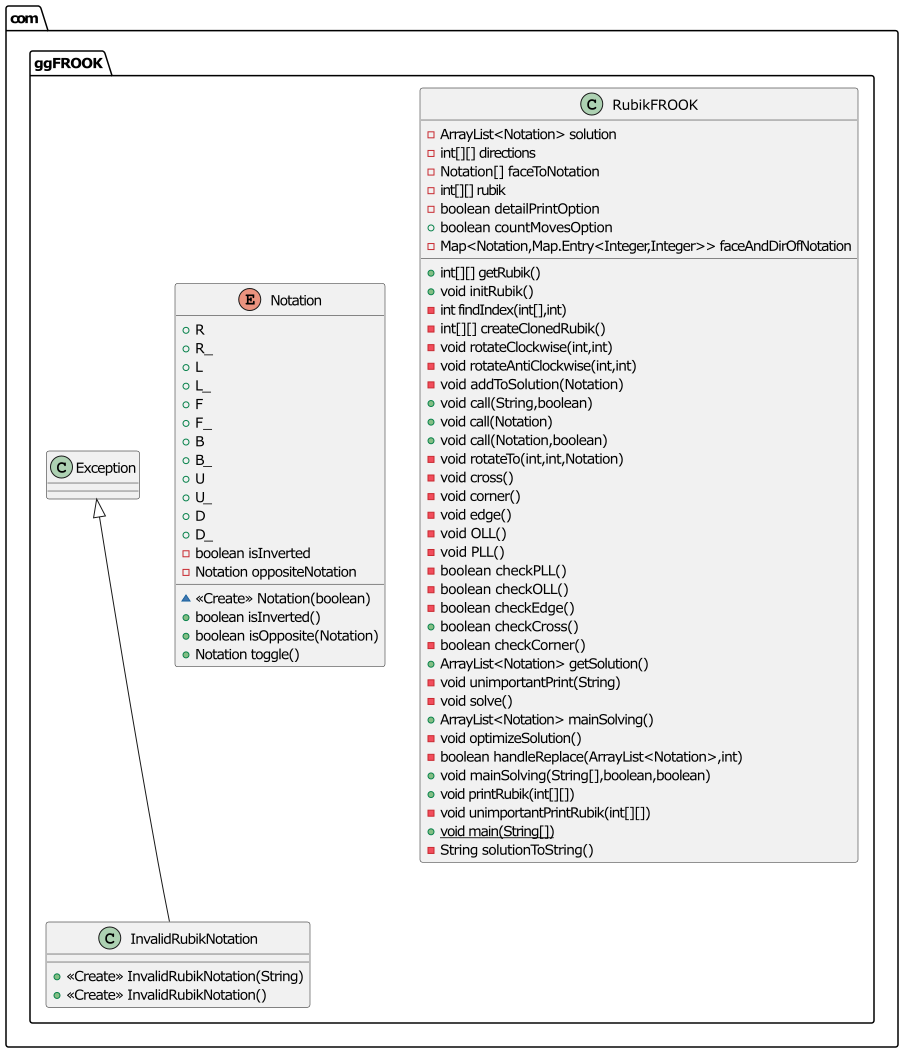 com
ggFROOK
C RubikFROOK
ArrayList<Notation> solution
int[][] directions
Notation[] faceToNotation
int[][] rubik
boolean detailPrintOption
boolean countMovesOption
Map<Notation,Map.Entry<Integer,Integer>> faceAndDirOfNotation
int[][] getRubik()
void initRubik()
int findIndex(int[],int)
int[][] createClonedRubik()
void rotateClockwise(int,int)
void rotateAntiClockwise(int,int)
void addToSolution(Notation)
void call(String,boolean)
void call(Notation)
void call(Notation,boolean)
void rotateTo(int,int,Notation)
void cross()
void corner()
void edge()
void OLL()
void PLL()
boolean checkPLL()
boolean checkOLL()
boolean checkEdge()
boolean checkCross()
boolean checkCorner()
ArrayList<Notation> getSolution()
void unimportantPrint(String)
void solve()
ArrayList<Notation> mainSolving()
void optimizeSolution()
boolean handleReplace(ArrayList<Notation>,int)
void mainSolving(String[],boolean,boolean)
void printRubik(int[][])
void unimportantPrintRubik(int[][])
void main(String[])
String solutionToString()
E Notation
R
R_
L
L_
F
F_
B
B_
U
U_
D
D_
boolean isInverted
Notation oppositeNotation
«Create» Notation(boolean)
boolean isInverted()
boolean isOpposite(Notation)
Notation toggle()
C Exception
C InvalidRubikNotation
«Create» InvalidRubikNotation(String)
«Create» InvalidRubikNotation()